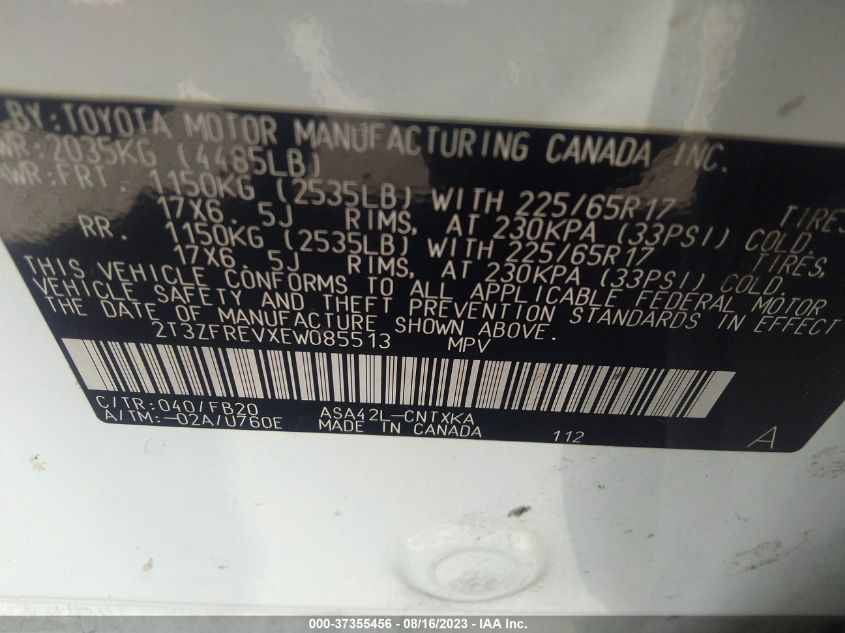 .BY:TOYOTA MOTOR MANUFACTURING CANADA INC.
WR:2035KG (4485LB)
AWR:FRT. 1150KG (2535LB) WITH 225/65R17 TIRES
17X6.5J RIMS, AT 230KPA (33PSI) COLD.
RR. 1150KG (2535LB) WITH 225/65R17 TIRES,
17X6.5J RIMS, AT 230KPA (33PSI) COLD.
THIS VEHICLE CONFORMS TO ALL APPLICABLE FEDERAL MOTOR
VEHICLE SAFETY AND THEFT PREVENTION STANDARDS IN EFFECT
THE DATE OF MANUFACTURE SHOWN ABOVE.
2T3ZFREVXEW085513 MPV
C/TR:040/FB20 ASA42L-CNTXKA
A/TM:-02A/U760E MADE IN CANADA 112 A
000-37355456 - 08/16/2023 - IAA Inc.